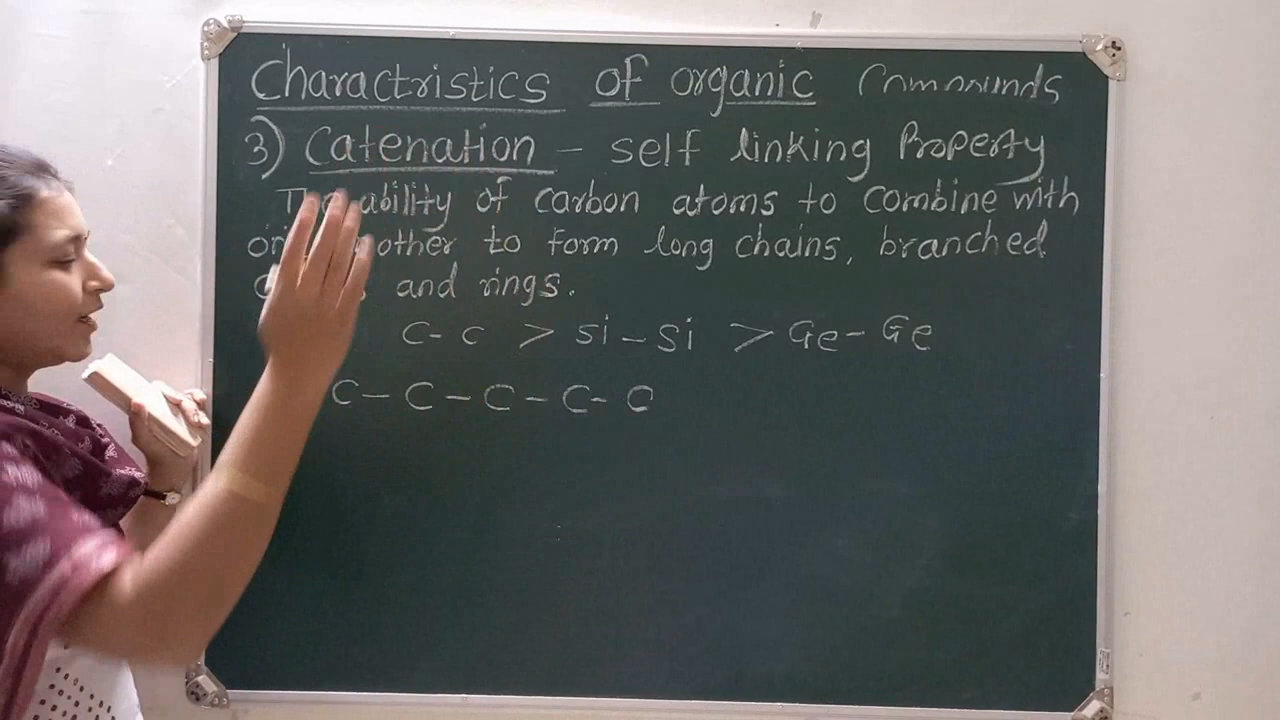 Charactristics of organic Compounds
3) Catenation - self linking Property
ability of carbon atoms to combine with
other to form long chains, branched
and rings.
C- C > Si - Si > Ge - Ge
C - C - C - C - C